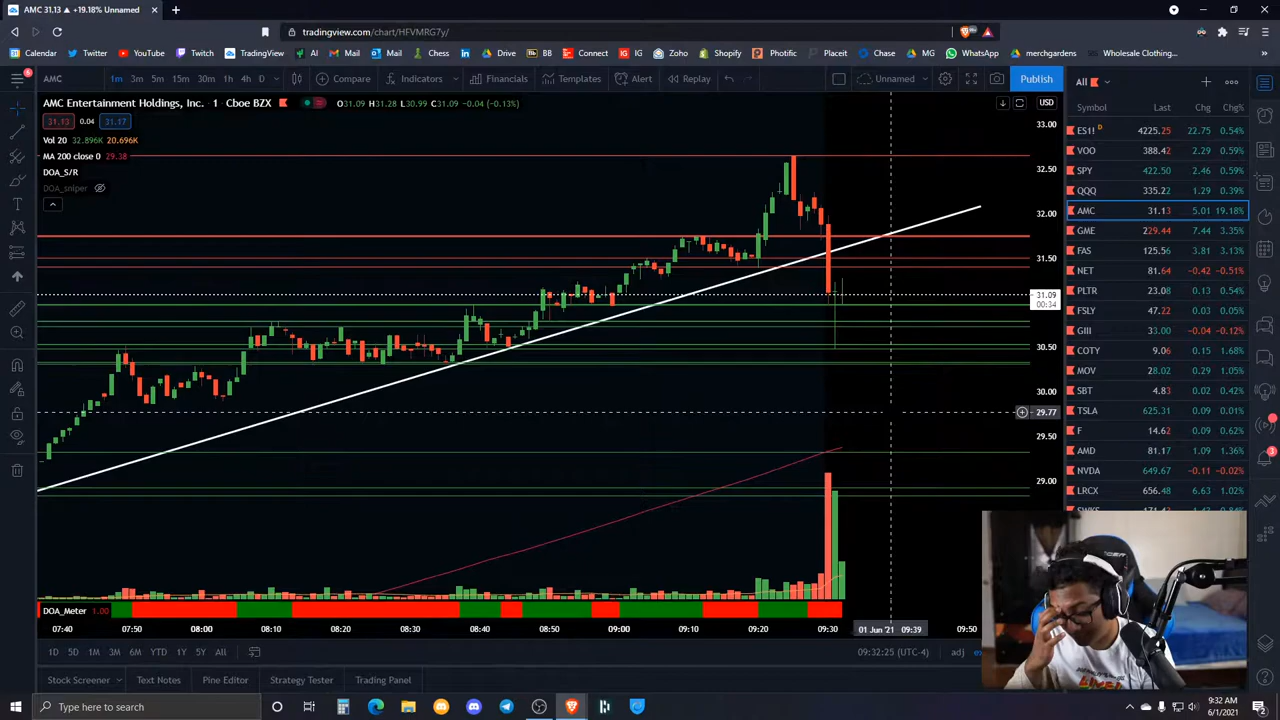 AMC 31.13 ▲ +19.18% Unnamed
tradingview.com/chart/HFVMRG7y/
Calendar Twitter YouTube Twitch TradingView AI Mail Mail Chess Drive BB Connect IG Zoho Shopify Photific Placeit Chase WhatsApp merchgardens Wholesale Clothing...
AMC 1m 3m 5m 15m 30m 1h 4h D Compare Indicators Financials Templates Alert Replay Unnamed Publish
All
AMC Entertainment Holdings, Inc. · 1 · Cboe BZX O31.09 H31.28 L30.99 C31.09 -0.04 (-0.13%)
USD
Symbol Last Chg Chg%
31.13 0.04 31.17
Vol 20 32.896K 20.696K
MA 200 close 0 29.38
DOA_S/R
DOA_sniper
33.00
32.50
32.00
31.50
31.09
00:34
30.50
30.00
29.77
29.50
29.00
ES1! D 4225.25 22.75 0.54%
VOO 388.42 2.29 0.59%
SPY 422.50 2.46 0.59%
QQQ 335.22 1.29 0.39%
AMC 31.13 5.01 19.18%
GME 229.44 7.44 3.35%
FAS 125.56 3.81 3.13%
NET 81.64 -0.42 -0.51%
PLTR 23.08 0.13 0.54%
FSLY 47.22 0.03 0.05%
GIII 33.00 -0.04 -0.12%
COTY 9.06 0.15 1.68%
MOV 28.02 0.29 1.05%
SBT 4.83 0.02 0.42%
TSLA 625.31 0.09 0.01%
F 14.62 0.09 0.62%
AMD 81.17 1.09 1.36%
NVDA 649.67 -0.11 -0.02%
LRCX 656.48 6.63 1.02%
DOA_Meter 1.00
07:40 07:50 08:00 08:10 08:20 08:30 08:40 08:50 09:00 09:10 09:20 09:30 01 Jun '21 09:39 09:50
1D 5D 1M 3M 6M YTD 1Y 5Y All 09:32:25 (UTC-4) adj
Stock Screener Text Notes Pine Editor Strategy Tester Trading Panel
Type here to search
9:32 AM
6/1/2021